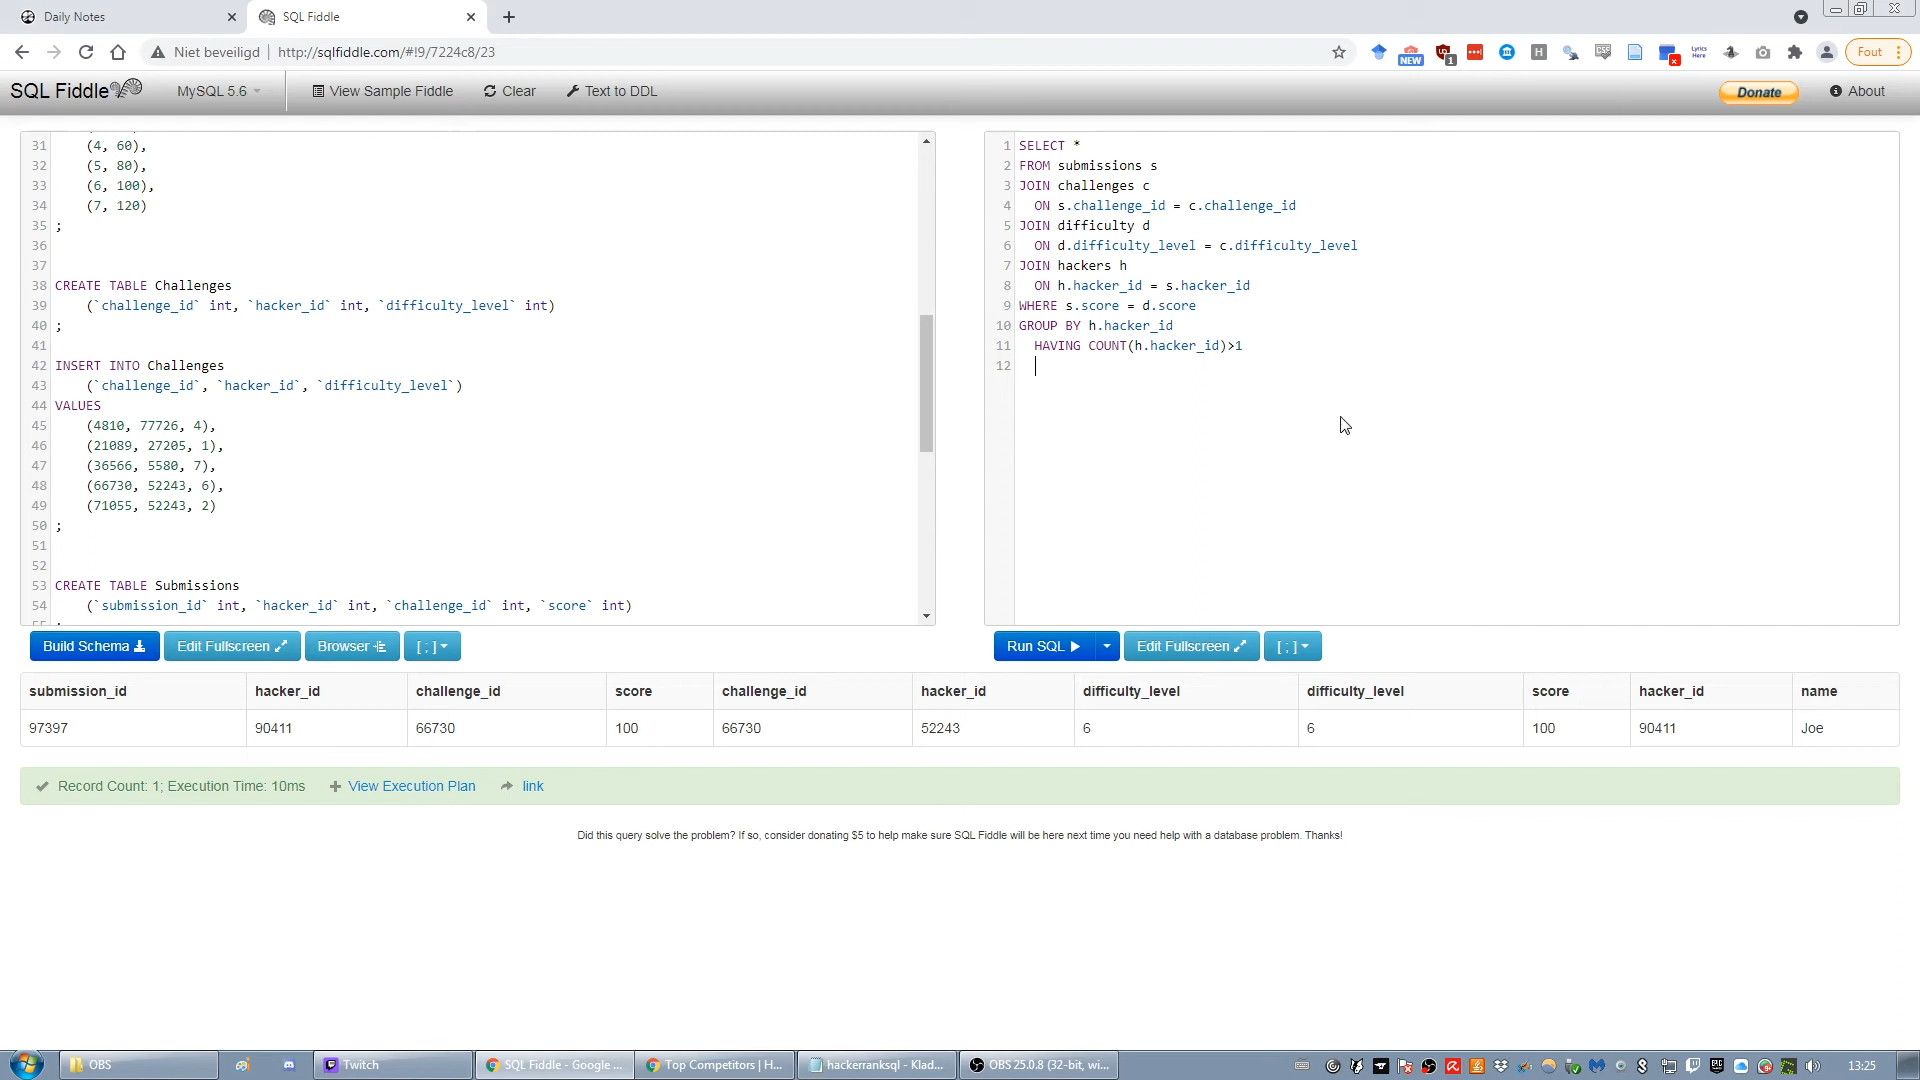 Daily Notes
SQL Fiddle
Niet beveiligd
http://sqlfiddle.com/#!9/7224c8/23
Fout
SQL Fiddle
MySQL 5.6
View Sample Fiddle
Clear
Text to DDL
Donate
About
31 (4, 60),
32 (5, 80),
33 (6, 100),
34 (7, 120)
35 ;
36
37
38 CREATE TABLE Challenges
39 (`challenge_id` int, `hacker_id` int, `difficulty_level` int)
40 ;
41
42 INSERT INTO Challenges
43 (`challenge_id`, `hacker_id`, `difficulty_level`)
44 VALUES
45 (4810, 77726, 4),
46 (21089, 27205, 1),
47 (36566, 5580, 7),
48 (66730, 52243, 6),
49 (71055, 52243, 2)
50 ;
51
52
53 CREATE TABLE Submissions
54 (`submission_id` int, `hacker_id` int, `challenge_id` int, `score` int)
1 SELECT *
2 FROM submissions s
3 JOIN challenges c
4 ON s.challenge_id = c.challenge_id
5 JOIN difficulty d
6 ON d.difficulty_level = c.difficulty_level
7 JOIN hackers h
8 ON h.hacker_id = s.hacker_id
9 WHERE s.score = d.score
10 GROUP BY h.hacker_id
11 HAVING COUNT(h.hacker_id)>1
12
Build Schema
Edit Fullscreen
Browser
[ ; ]
Run SQL
Edit Fullscreen
[ ; ]
submission_id hacker_id challenge_id score challenge_id hacker_id difficulty_level difficulty_level score hacker_id name
97397 90411 66730 100 66730 52243 6 6 100 90411 Joe
Record Count: 1; Execution Time: 10ms
View Execution Plan
link
Did this query solve the problem? If so, consider donating $5 to help make sure SQL Fiddle will be here next time you need help with a database problem. Thanks!
OBS
Twitch
SQL Fiddle - Google ...
Top Competitors | H...
hackerranksql - Klad...
OBS 25.0.8 (32-bit, wi...
13:25